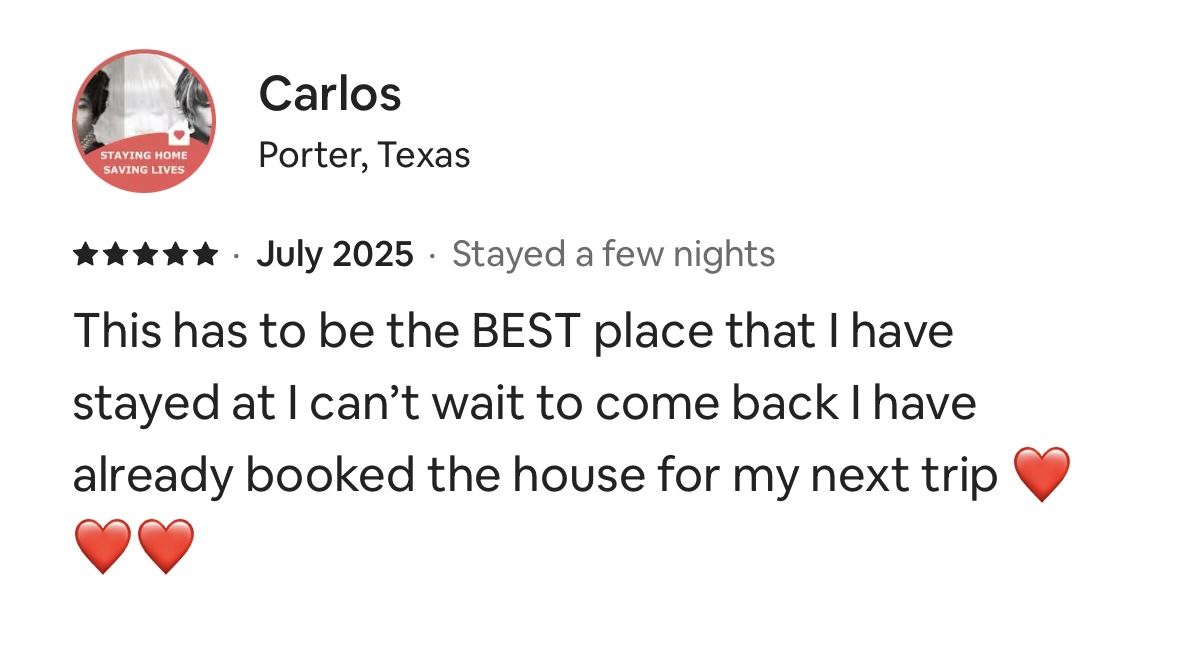 Carlos
Porter, Texas
STAYING HOME
SAVING LIVES
★★★★★ · July 2025 · Stayed a few nights
This has to be the BEST place that I have
stayed at I can’t wait to come back I have
already booked the house for my next trip ❤️
❤️❤️